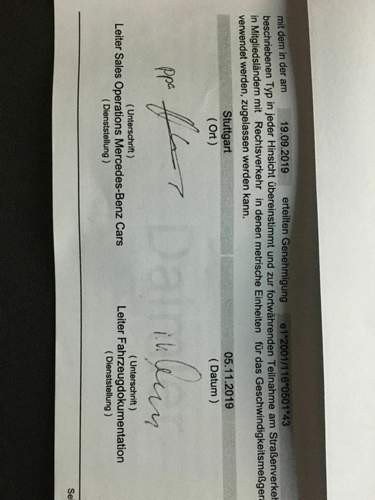 mit dem in der am 19.09.2019 erteilten Genehmigung e1*2001/116*0501*43
beschriebenen Typ in jeder Hinsicht übereinstimmt und zur fortwährenden Teilnahme am Straßenverkeh
in Mitgliedsländern mit Rechtsverkehr in denen metrische Einheiten für das Geschwindigkeitsmeßger
verwendet werden, zugelassen werden kann.
Stuttgart 05.11.2019
( Ort ) ( Datum )
ppa
( Unterschrift ) ( Unterschrift )
Leiter Sales Operations Mercedes-Benz Cars Leiter Fahrzeugdokumentation
( Dienststellung ) ( Dienststellung )
Se